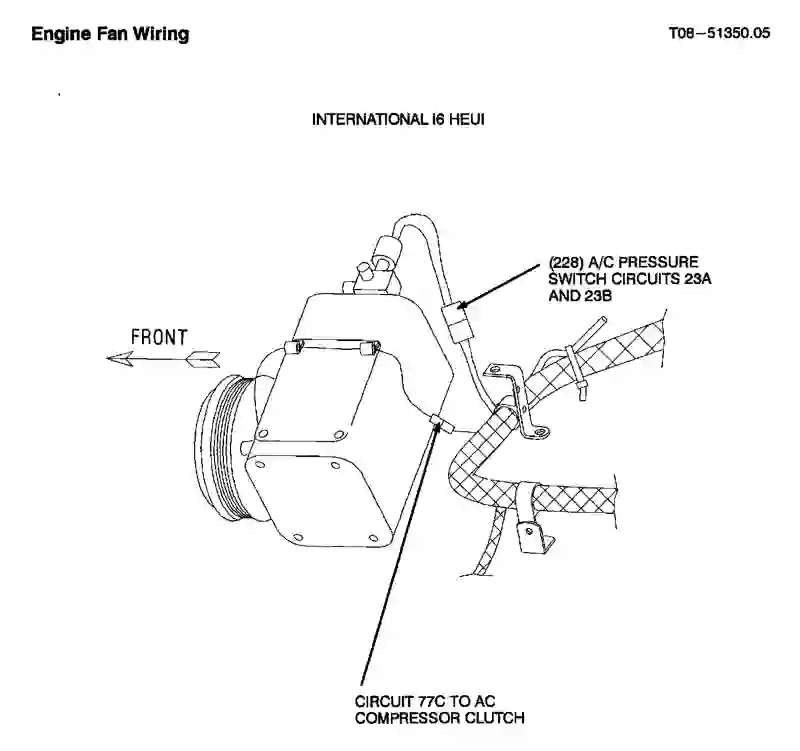 Engine Fan Wiring
T08-51350.05
INTERNATIONAL I6 HEUI
(228) A/C PRESSURE
SWITCH CIRCUITS 23A
AND 23B
FRONT
CIRCUIT 77C TO AC
COMPRESSOR CLUTCH